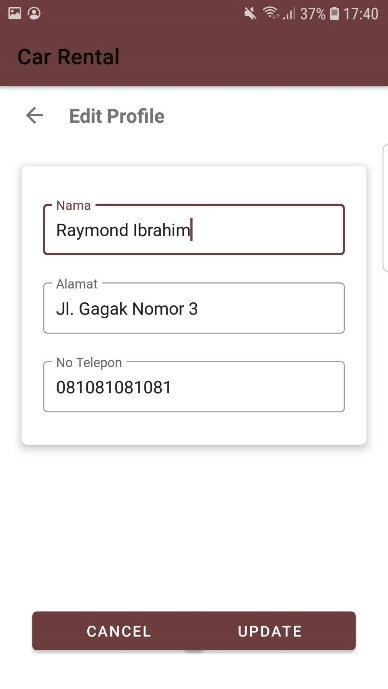 37% 17:40
Car Rental
Edit Profile
Nama
Raymond Ibrahim
Alamat
Jl. Gagak Nomor 3
No Telepon
081081081081
CANCEL UPDATE